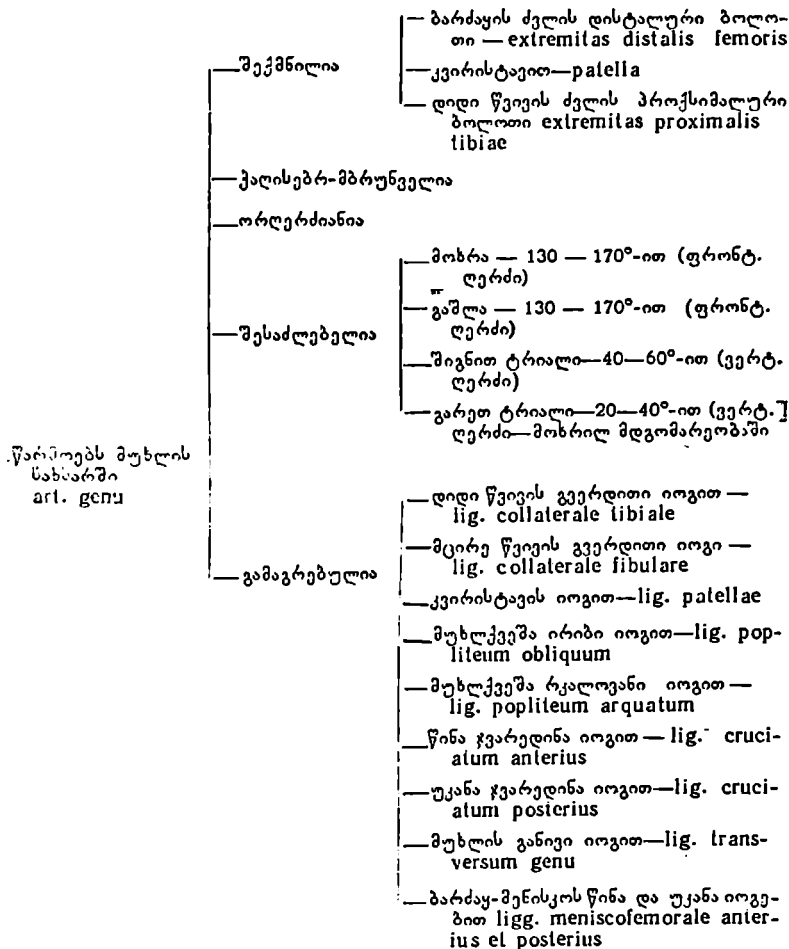 — ბარძაყის ძვლის დისტალური ბოლო-
თი — extremitas distalis femoris
— შექმნილია
— კვირისტავით—patella
— დიდი წვივის ძვლის პროქსიმალური
ბოლოთი extremitas proximalis
tibiae
— ჭაღისებრ-მბრუნველია
— ორღერძიანია
— მოხრა — 130 — 170°-ით (ფრონტ.
ღერძი)
— გაშლა — 130 — 170°-ით (ფრონტ.
ღერძი)
— შესაძლებელია
— შიგნით ტრიალი—40—60°-ით (ვერტ.
ღერძი)
— გარეთ ტრიალი—20—40°-ით (ვერტ.
ღერძი—მოხრილ მდგომარეობაში
წარმოებს მუხლის
სახსარში
art. genu
— დიდი წვივის გვერდითი იოგით —
lig. collaterale tibiale
— მცირე წვივის გვერდითი იოგი —
lig. collaterale fibulare
— გამაგრებულია
— კვირისტავის იოგით—lig. patellae
— მუხლქვეშა ირიბი იოგით—lig. pop-
liteum obliquum
— მუხლქვეშა რკალოვანი იოგით —
lig. popliteum arquatum
— წინა ჯვარედინა იოგით — lig. cruci-
atum anterius
— უკანა ჯვარედინა იოგით—lig. cruci-
atum posterius
— მუხლის განივი იოგით—lig. trans-
versum genu
— ბარძაყ-მენისკოს წინა და უკანა იოგე-
ბით ligg. meniscofemorale anter-
ius et posterius